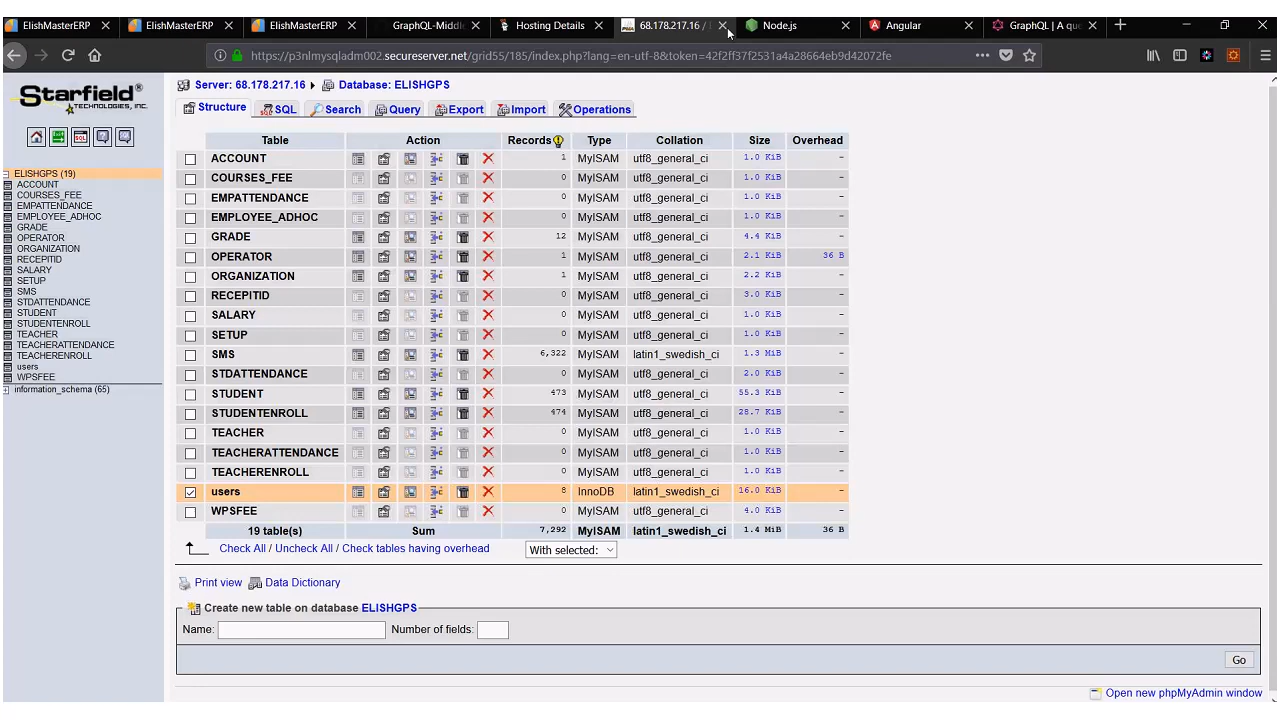 ElishMasterERP
ElishMasterERP
ElishMasterERP
GraphQL-Middl
Hosting Details
68.178.217.16 /
Node.js
Angular
GraphQL | A que
https://p3nlmysqladm002.secureserver.net/grid55/185/index.php?lang=en-utf-8&token=42f2ff37f2531a4a37838071bd9d42072fe
Starfield®
TECHNOLOGIES, INC.
ELISHGPS (19)
ACCOUNT
COURSES_FEE
EMPATTENDANCE
EMPLOYEE_ADHOC
GRADE
OPERATOR
ORGANIZATION
RECEPITID
SALARY
SETUP
SMS
STDATTENDANCE
STUDENT
STUDENTENROLL
TEACHER
TEACHERATTENDANCE
TEACHERENROLL
users
WPSFEE
information_schema (65)
Server: 68.178.217.16 Database: ELISHGPS
Structure SQL Search Query Export Import Operations
Table Action Records Type Collation Size Overhead
ACCOUNT 1 MyISAM utf8_general_ci 1.0 KiB -
COURSES_FEE 0 MyISAM utf8_general_ci 1.0 KiB -
EMPATTENDANCE 0 MyISAM utf8_general_ci 1.0 KiB -
EMPLOYEE_ADHOC 0 MyISAM utf8_general_ci 1.0 KiB -
GRADE 12 MyISAM utf8_general_ci 4.4 KiB -
OPERATOR 1 MyISAM utf8_general_ci 2.1 KiB 36 B
ORGANIZATION 1 MyISAM utf8_general_ci 2.2 KiB -
RECEPITID 0 MyISAM utf8_general_ci 3.0 KiB -
SALARY 0 MyISAM utf8_general_ci 1.0 KiB -
SETUP 0 MyISAM utf8_general_ci 1.0 KiB -
SMS 6,322 MyISAM latin1_swedish_ci 1.3 MiB -
STDATTENDANCE 0 MyISAM utf8_general_ci 2.0 KiB -
STUDENT 473 MyISAM utf8_general_ci 55.3 KiB -
STUDENTENROLL 474 MyISAM utf8_general_ci 28.7 KiB -
TEACHER 0 MyISAM utf8_general_ci 1.0 KiB -
TEACHERATTENDANCE 0 MyISAM utf8_general_ci 1.0 KiB -
TEACHERENROLL 0 MyISAM utf8_general_ci 1.0 KiB -
users 8 InnoDB latin1_swedish_ci 16.0 KiB -
WPSFEE 0 MyISAM utf8_general_ci 4.0 KiB -
19 table(s) Sum 7,292 MyISAM latin1_swedish_ci 1.4 MiB 36 B
Check All / Uncheck All / Check tables having overhead With selected:
Print view Data Dictionary
Create new table on database ELISHGPS
Name: Number of fields:
Go
Open new phpMyAdmin window